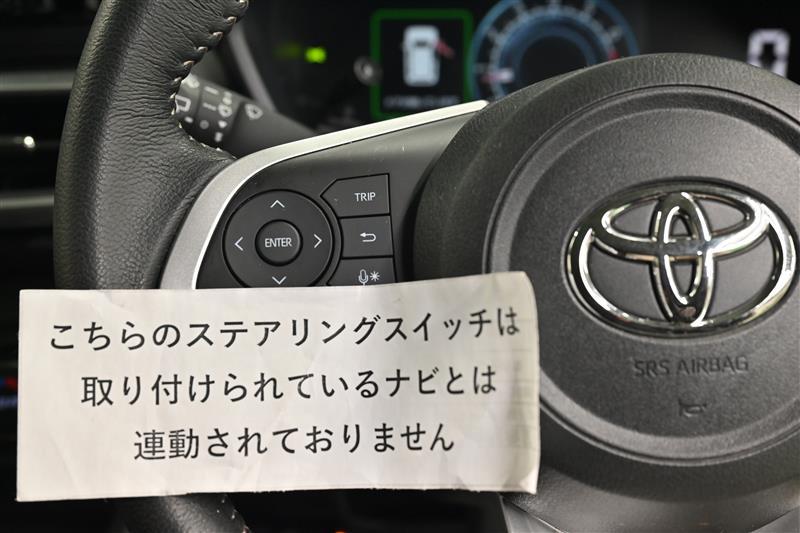 TRIP
ENTER
こちらのステアリングスイッチは
取り付けられているナビとは
連動されておりません
SRS AIRBAG